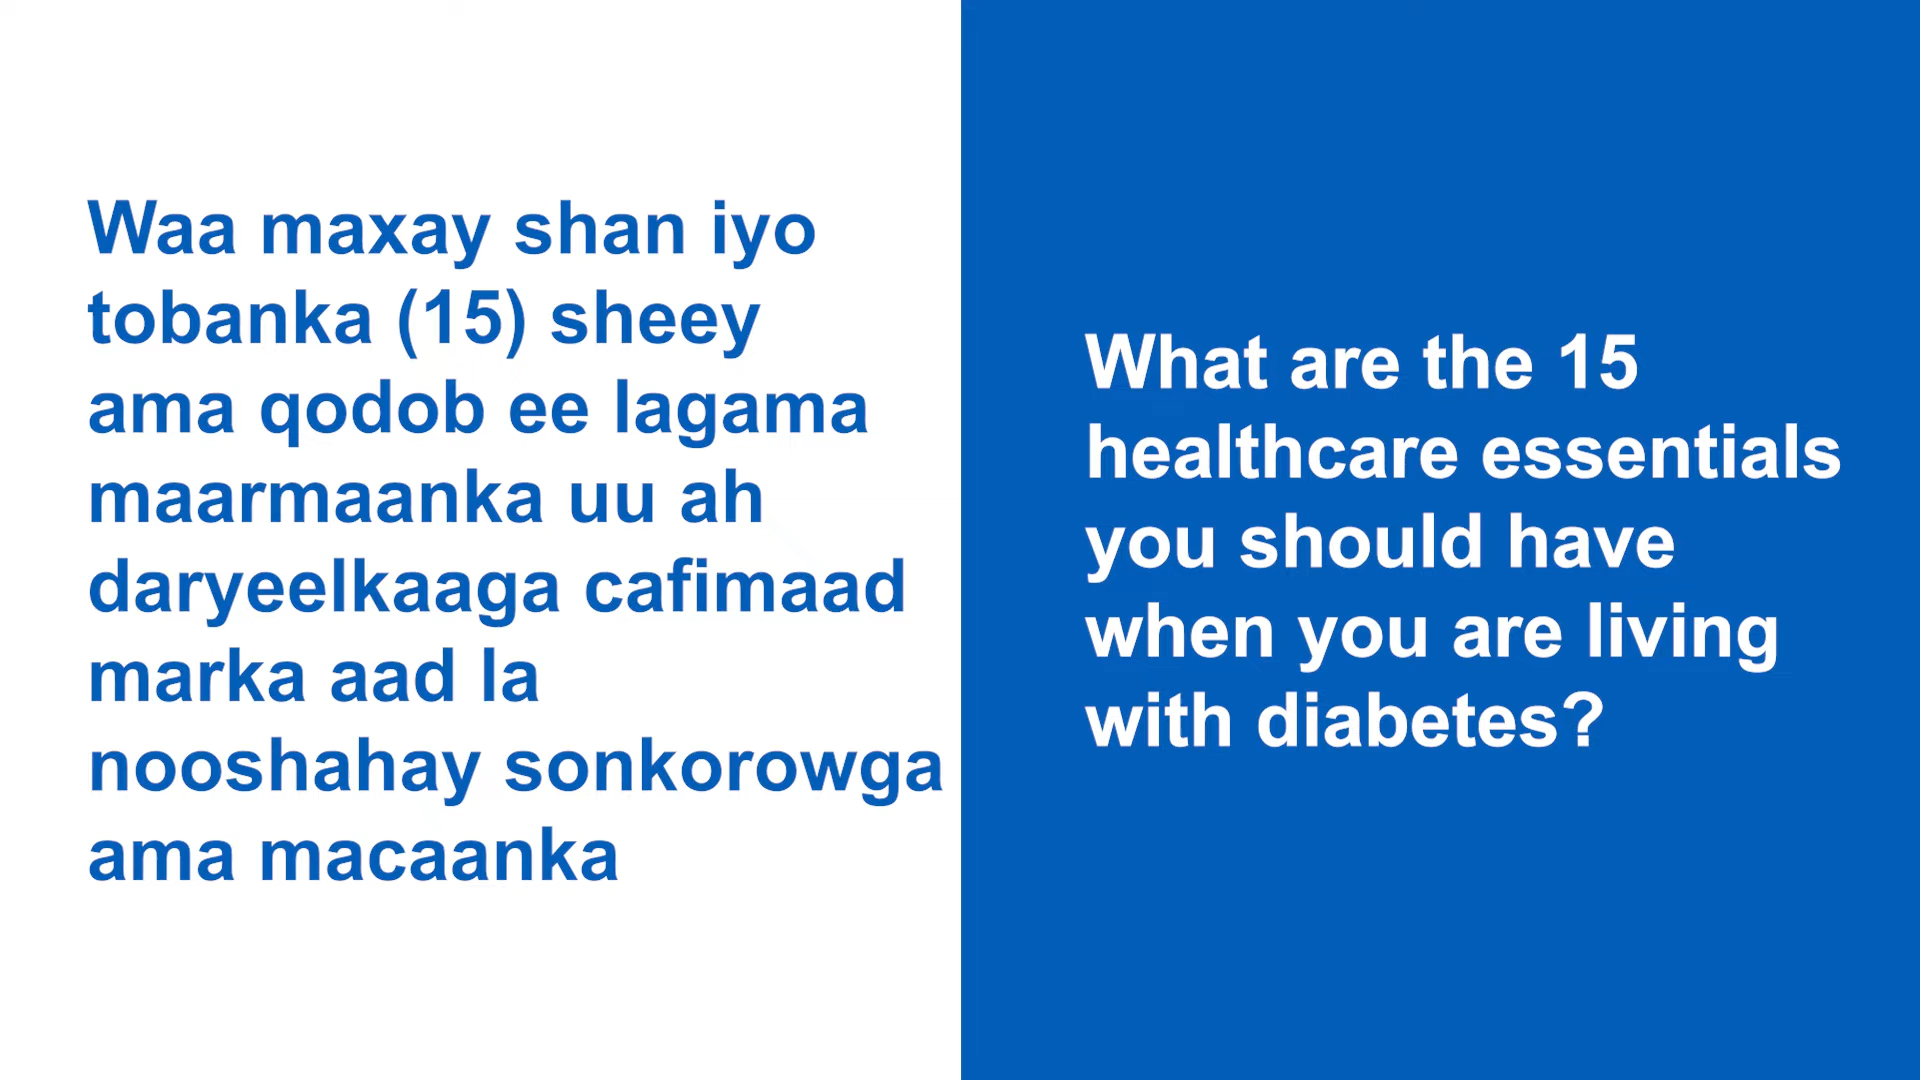 Waa maxay shan iyo
tobanka (15) sheey
ama qodob ee lagama
maarmaanka uu ah
daryeelkaaga cafimaad
marka aad la
nooshahay sonkorowga
ama macaanka
What are the 15
healthcare essentials
you should have
when you are living
with diabetes?